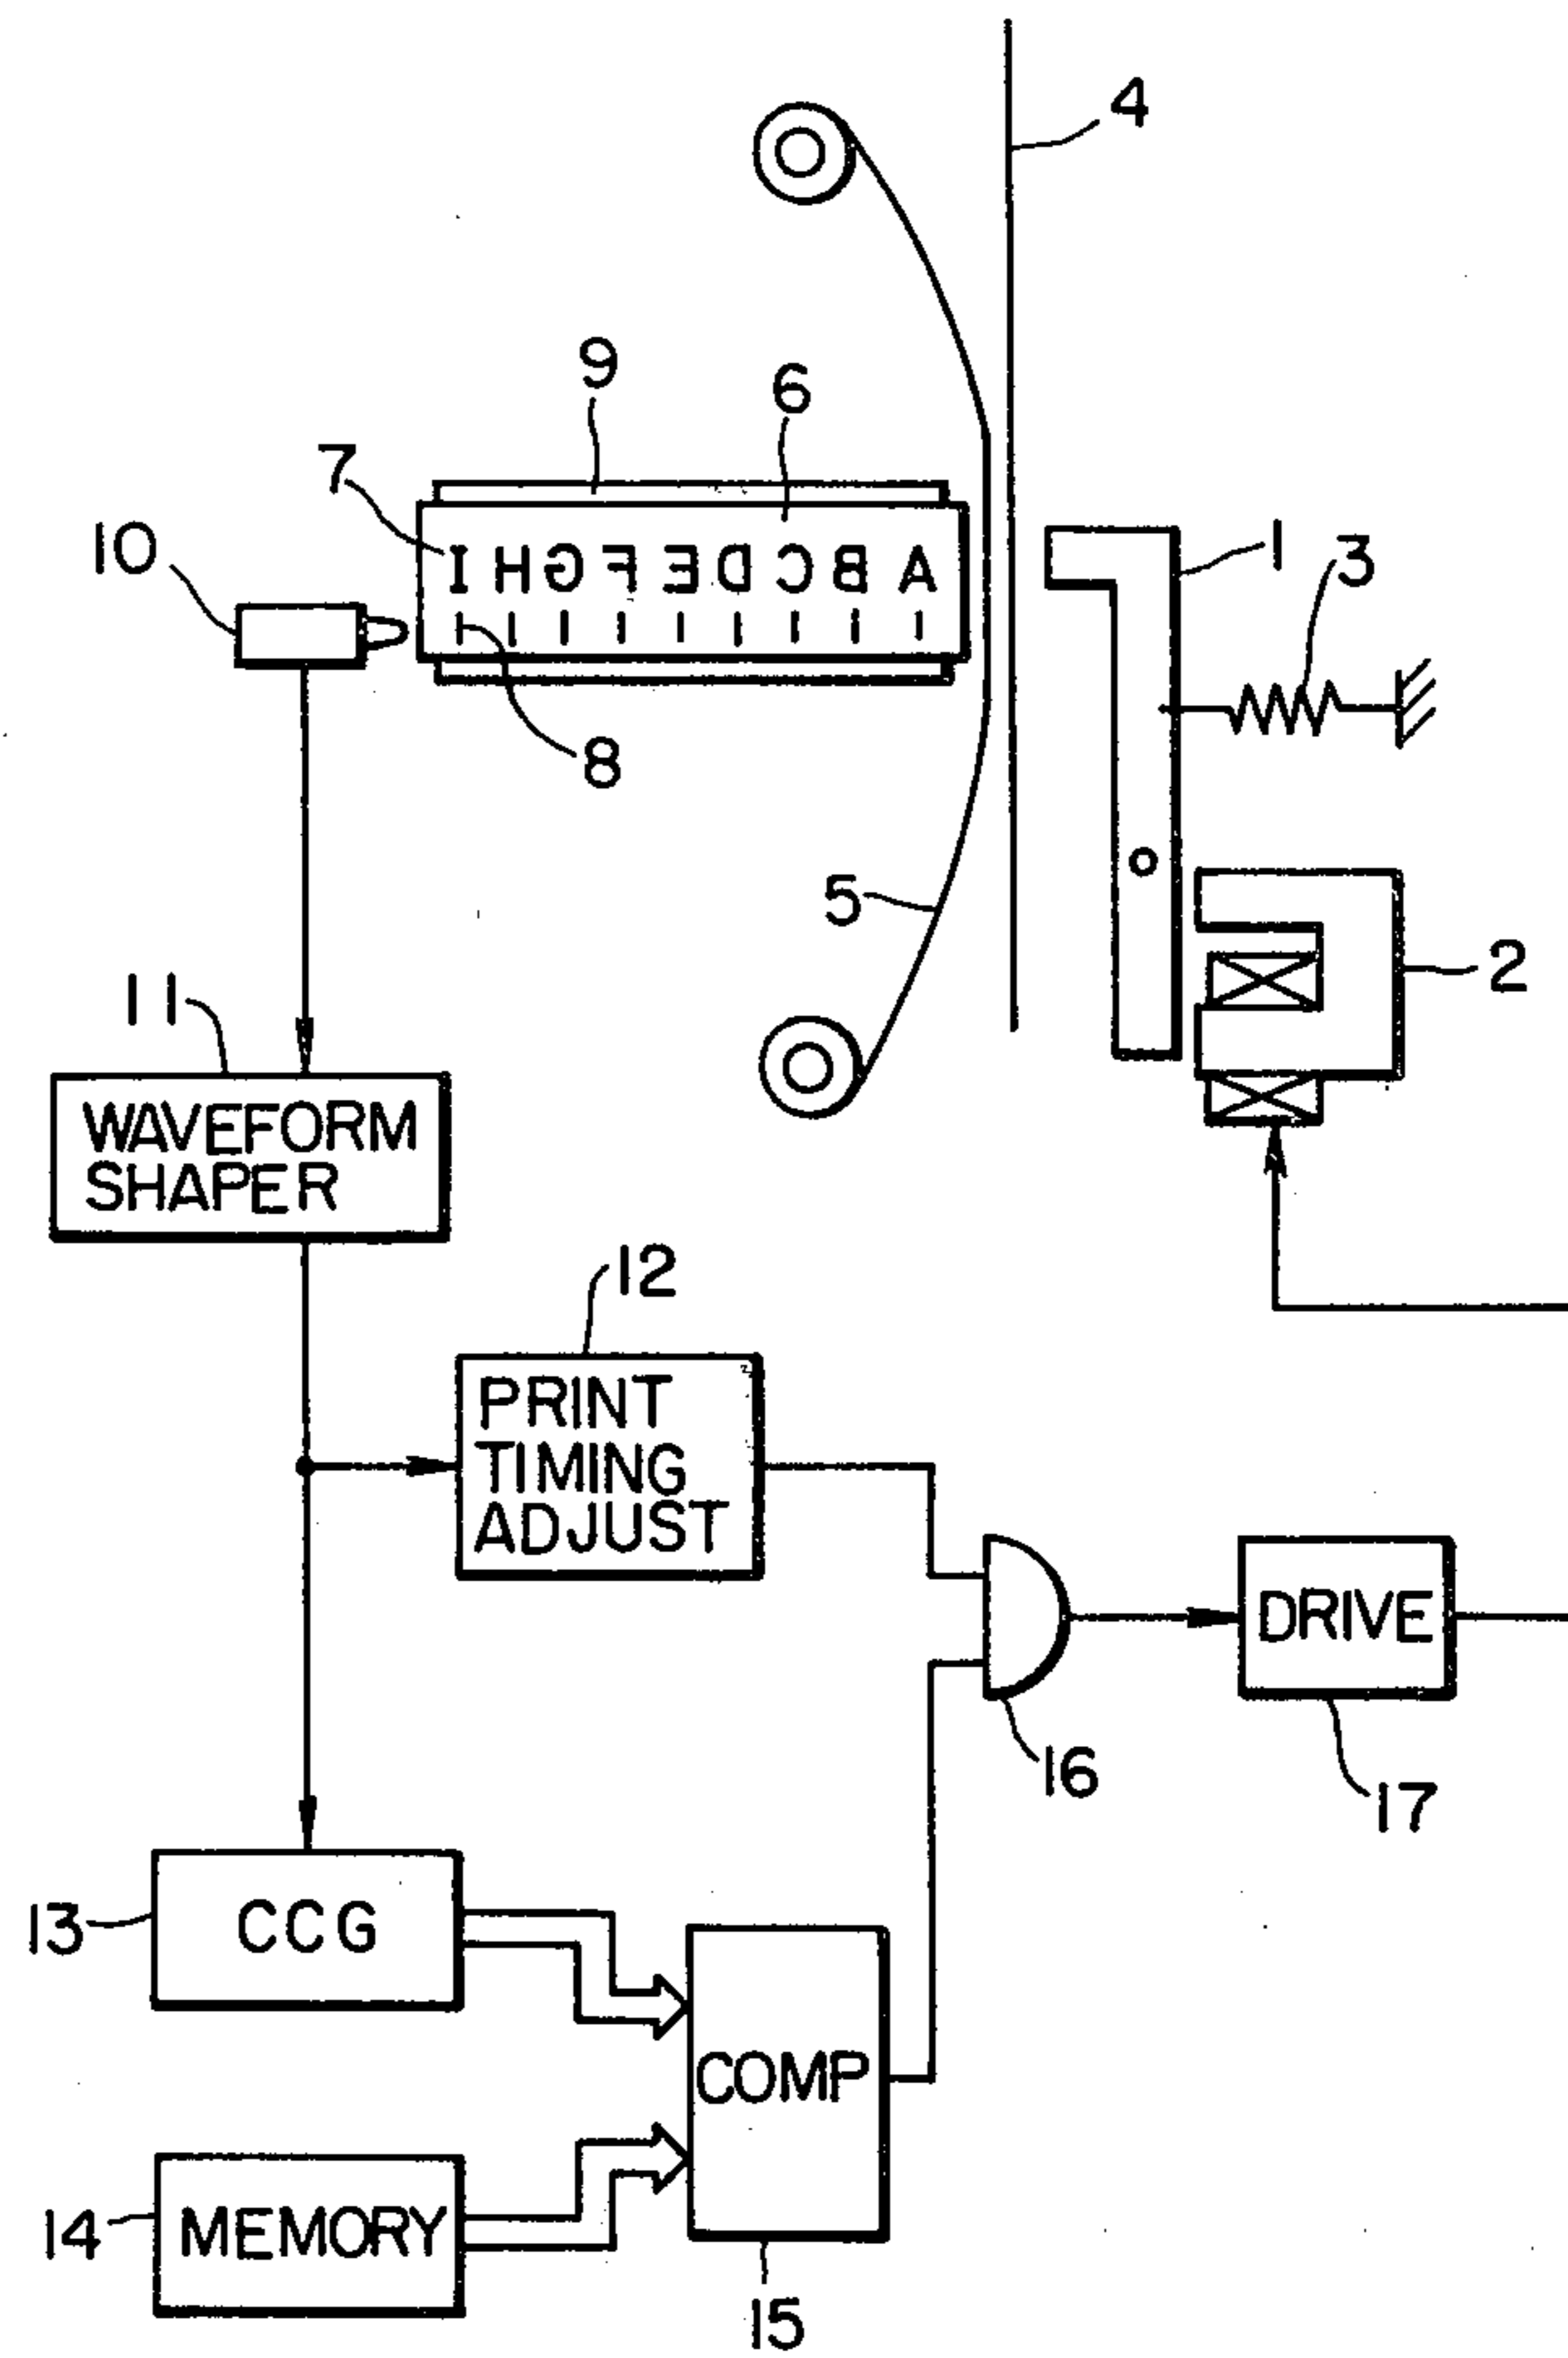 4
9
6
7
10
I H G F E D C B A
1
3
8
5
2
11
WAVEFORM
SHAPER
12
PRINT
TIMING
ADJUST
DRIVE
16
17
13
CCG
COMP
14
MEMORY
15